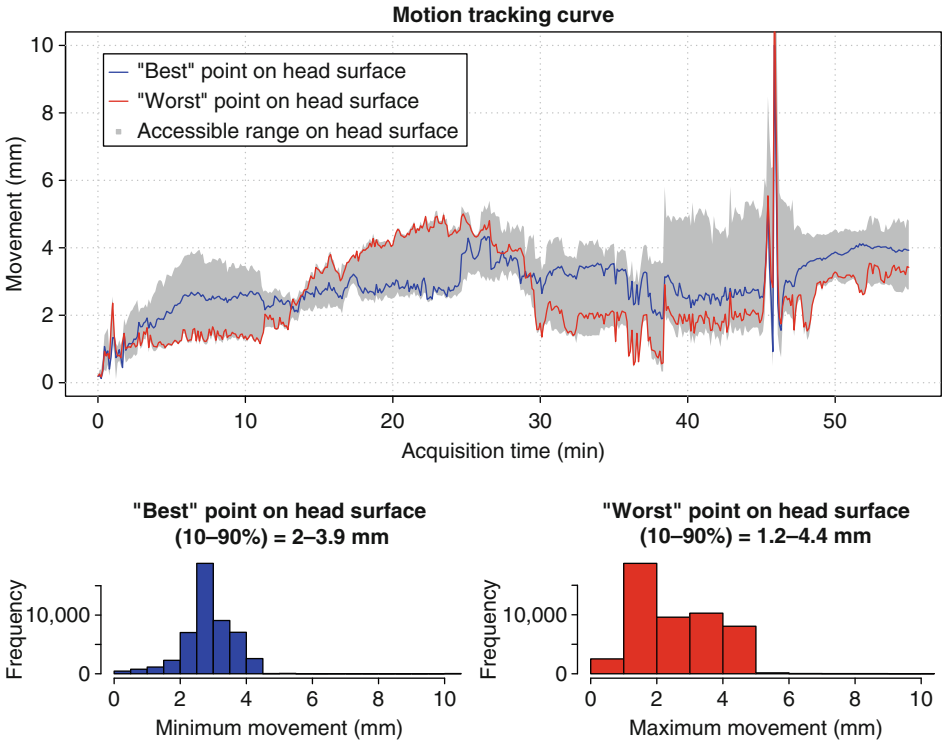 Motion tracking curve
10
8
6
4
2
0
Movement (mm)
"Best" point on head surface
"Worst" point on head surface
Accessible range on head surface
0 10 20 30 40 50
Acquisition time (min)
"Best" point on head surface
(10–90%) = 2–3.9 mm
Frequency
10,000
0
0 2 4 6 8 10
Minimum movement (mm)
"Worst" point on head surface
(10–90%) = 1.2–4.4 mm
Frequency
10,000
0
0 2 4 6 8 10
Maximum movement (mm)